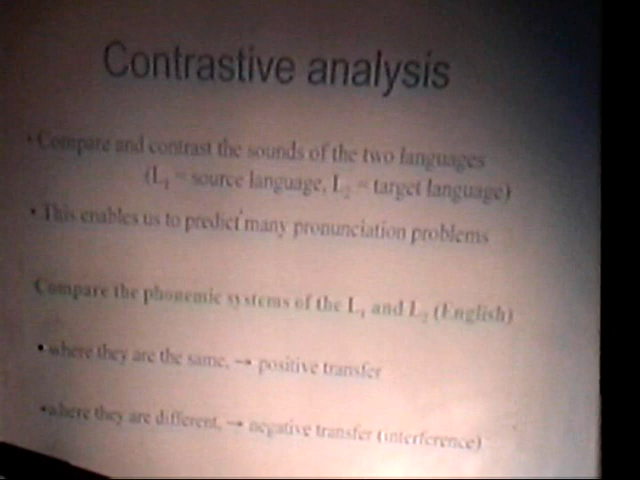 Contrastive analysis
• Compare and contrast the sounds of the two languages
(L₁ = source language, L₂ = target language)
• This enables us to predict many pronunciation problems
Compare the phonemic systems of the L₁ and L₂ (English)
• where they are the same, → positive transfer
• where they are different, → negative transfer (interference)